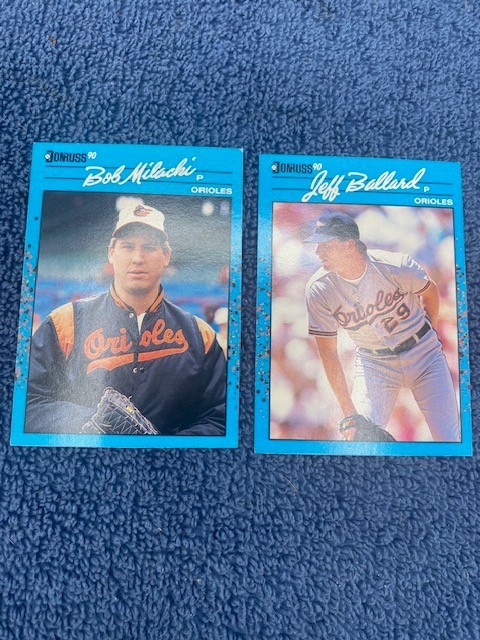 DONRUSS 90
Bob Milacki P
ORIOLES
Orioles
DONRUSS 90
Jeff Ballard P
ORIOLES
Orioles
29